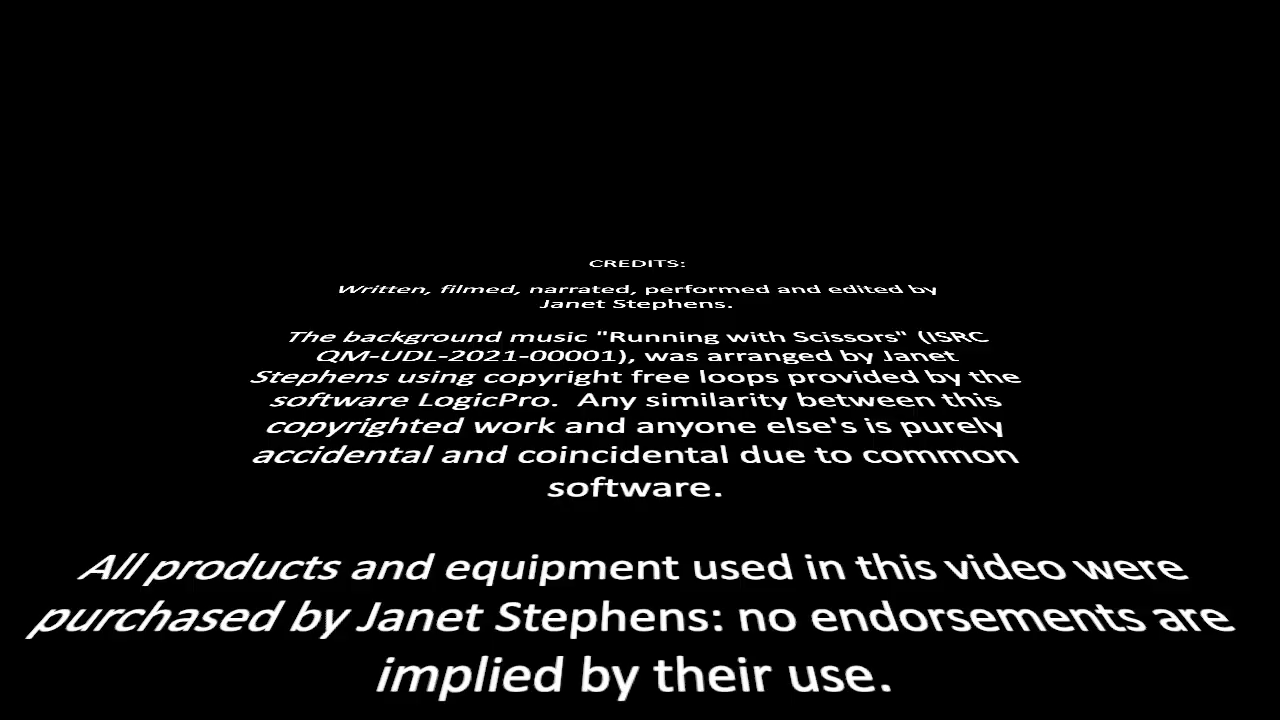 CREDITS:
Written, filmed, narrated, performed and edited by
Janet Stephens.
The background music "Running with Scissors" (ISRC
QM-UDL-2021-00001), was arranged by Janet
Stephens using copyright free loops provided by the
software LogicPro.  Any similarity between this
copyrighted work and anyone else's is purely
accidental and coincidental due to common
software.
All products and equipment used in this video were
purchased by Janet Stephens: no endorsements are
implied by their use.